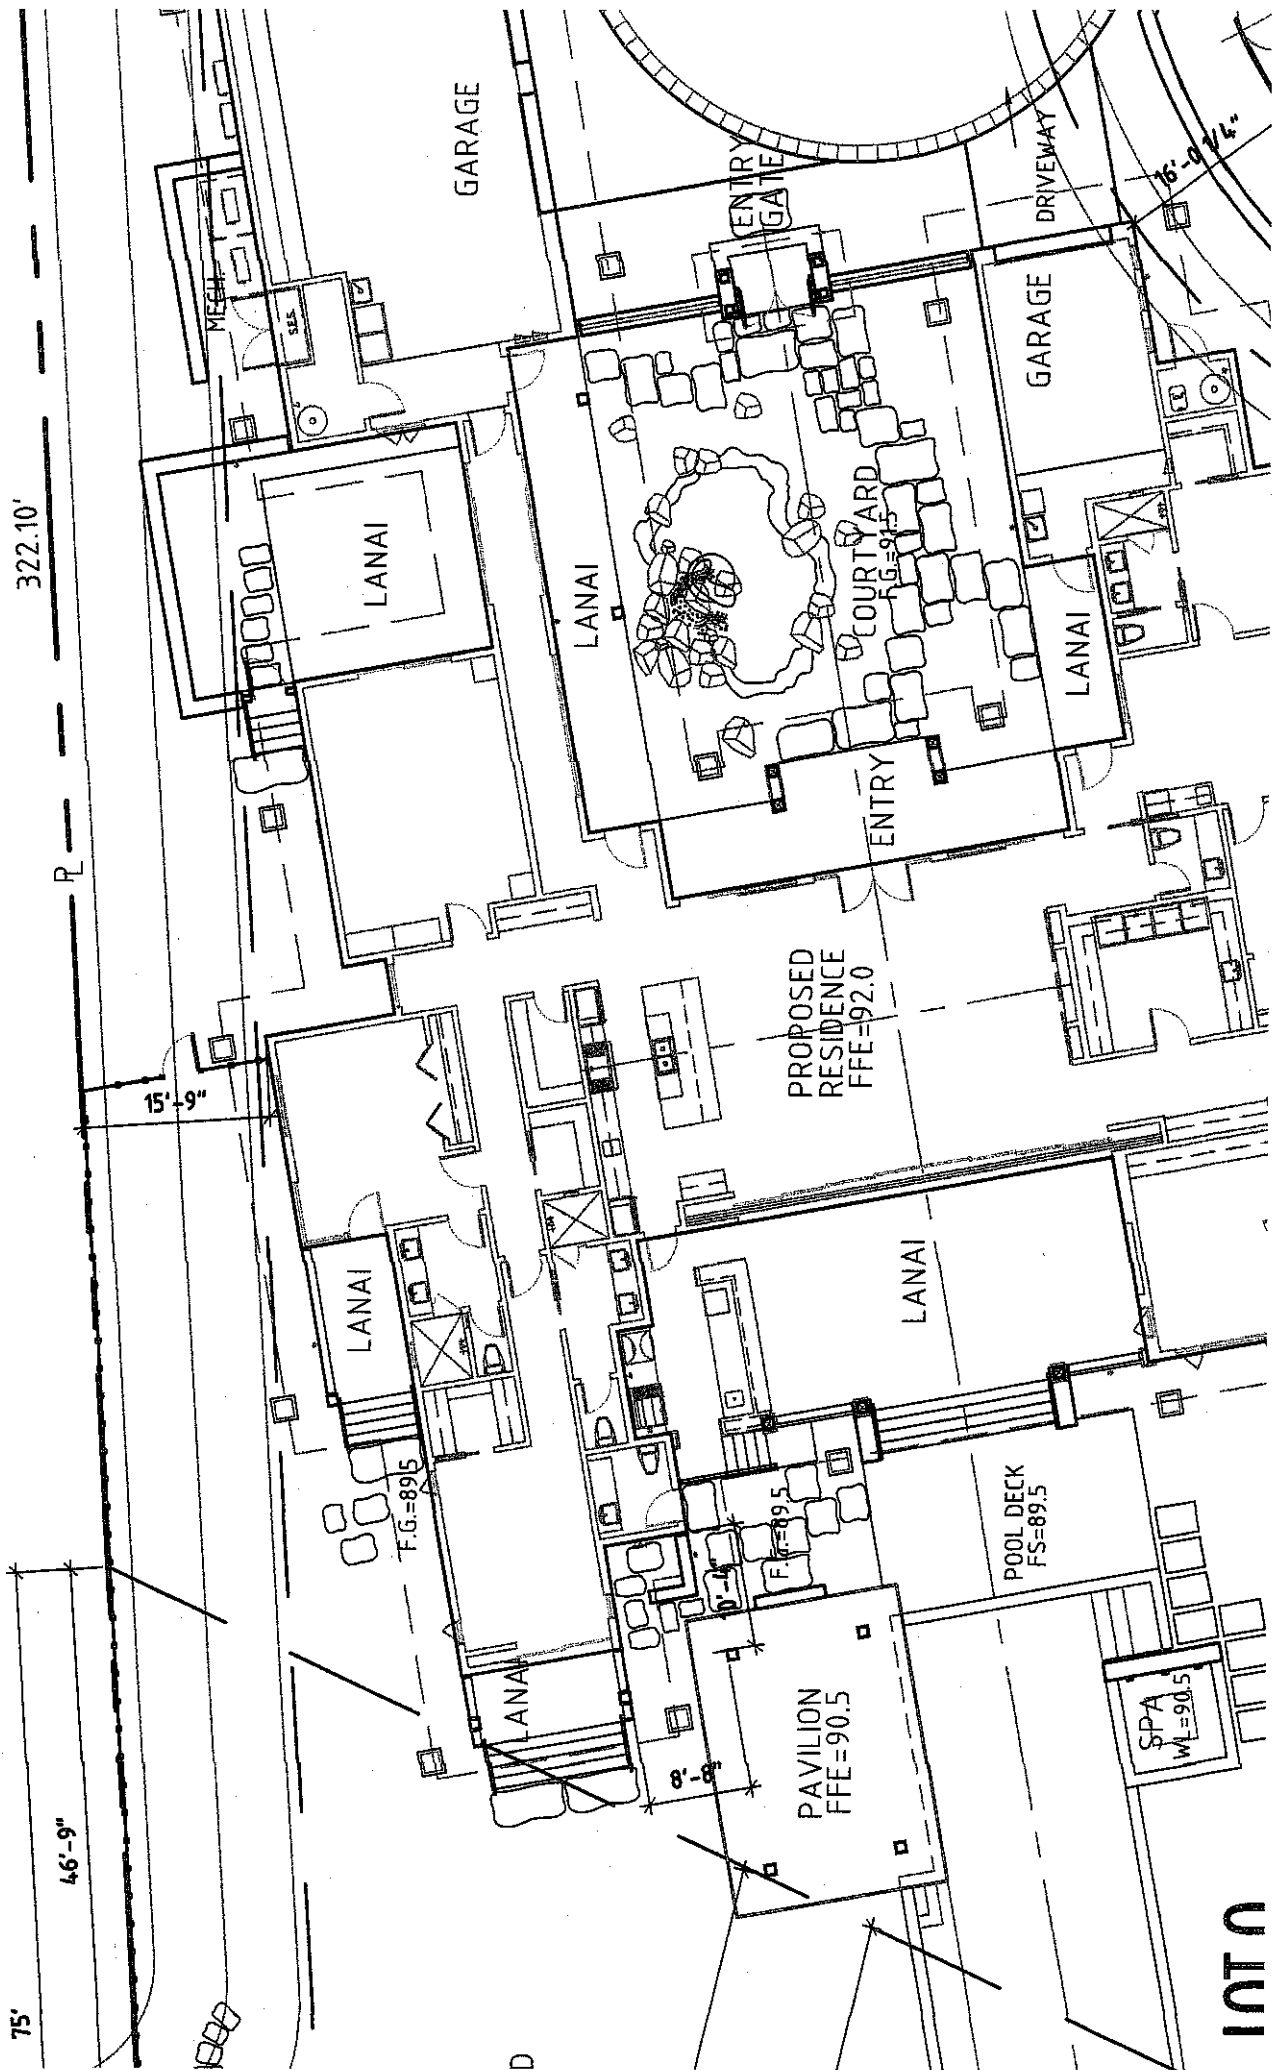 322.10'
PL
75'
46'-9"
15'-9"
MECH
S.E.S.
GARAGE
ENTRY
GATE
DRIVEWAY
16'-0 1/4"
LANAI
LANAI
COURTYARD
F.G.=91.5
GARAGE
LANAI
ENTRY
PROPOSED
RESIDENCE
FFE=92.0
LANAI
LANAI
F.G.=89.5
F.G.=89.5
POOL DECK
FS=89.5
LANAI
8'-8"
PAVILION
FFE=90.5
SPA
WL=90.5